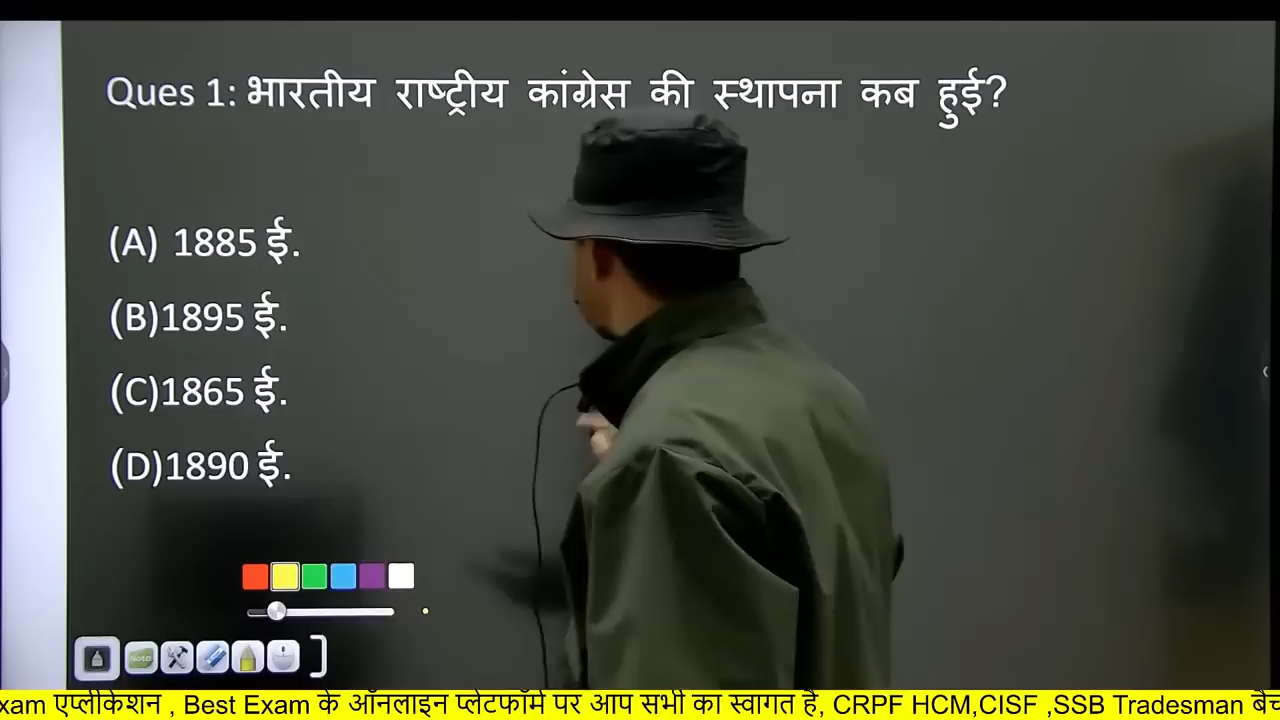 Ques 1: भारतीय राष्ट्रीय कांग्रेस की स्थापना कब हुई?
(A) 1885 ई.
(B)1895 ई.
(C)1865 ई.
(D)1890 ई.
xam एप्लीकेशन , Best Exam के ऑनलाइन प्लेटफॉर्म पर आप सभी का स्वागत है, CRPF HCM,CISF ,SSB Tradesman बैच